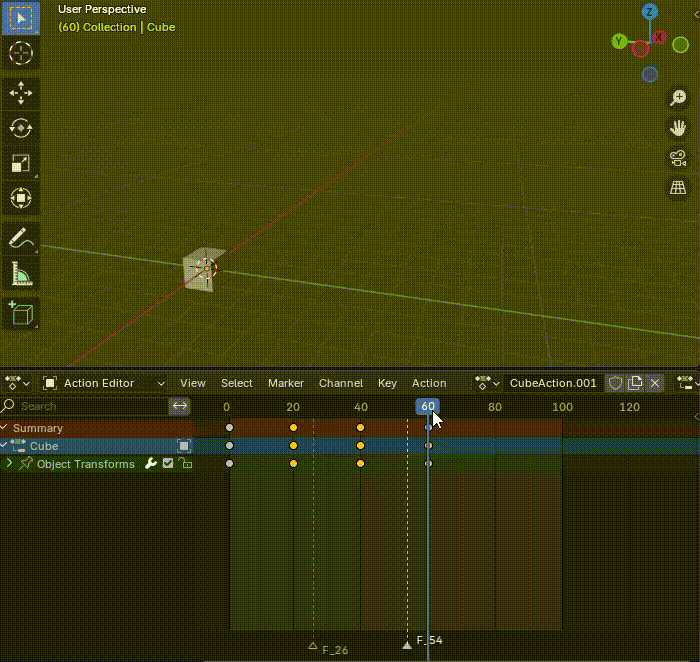 User Perspective
(60) Collection | Cube
Z
Y
X
Action Editor View Select Marker Channel Key Action CubeAction.001
Search 0 20 40 60 80 100 120
Summary
Cube
Object Transforms
F_54
F_26